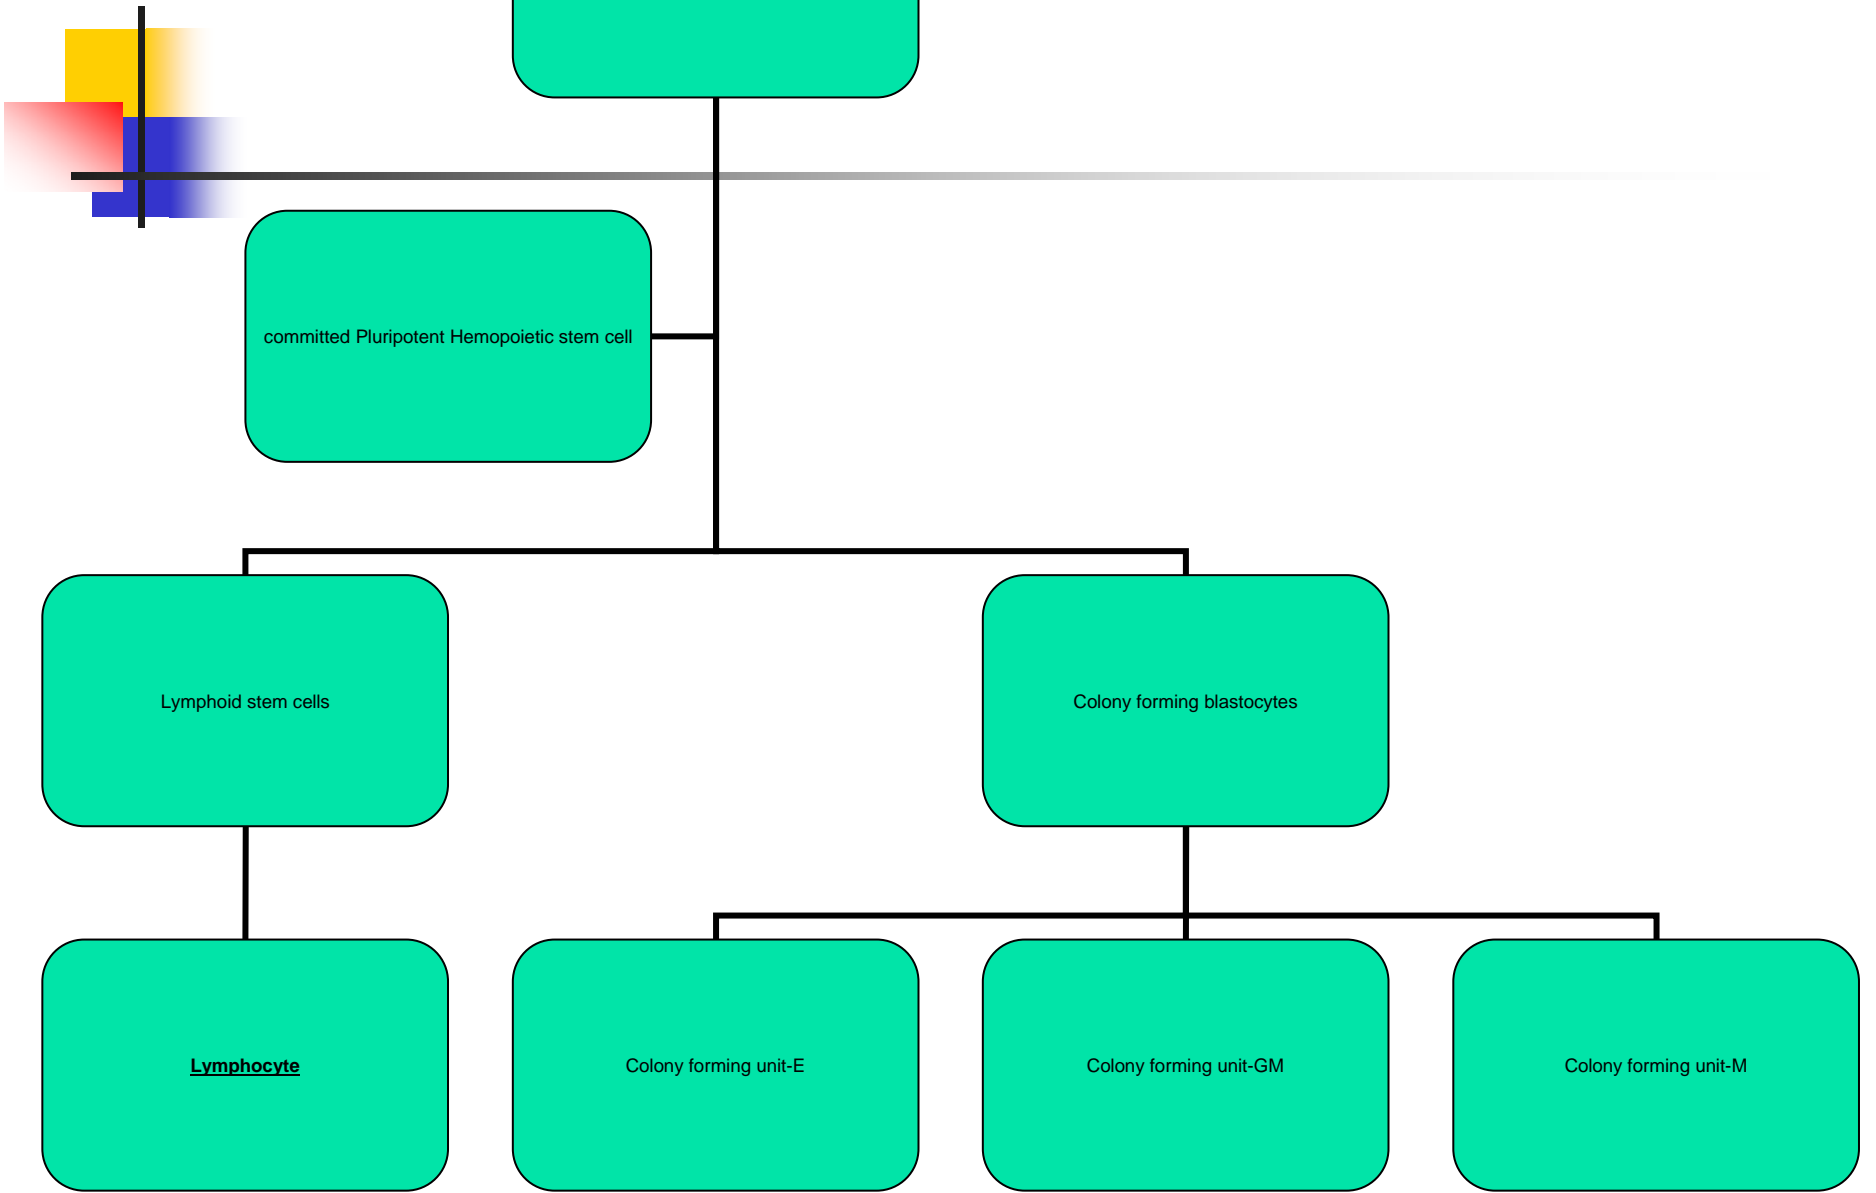 committed Pluripotent Hemopoietic stem cell
Lymphoid stem cells
Colony forming blastocytes
Lymphocyte
Colony forming unit-E
Colony forming unit-GM
Colony forming unit-M